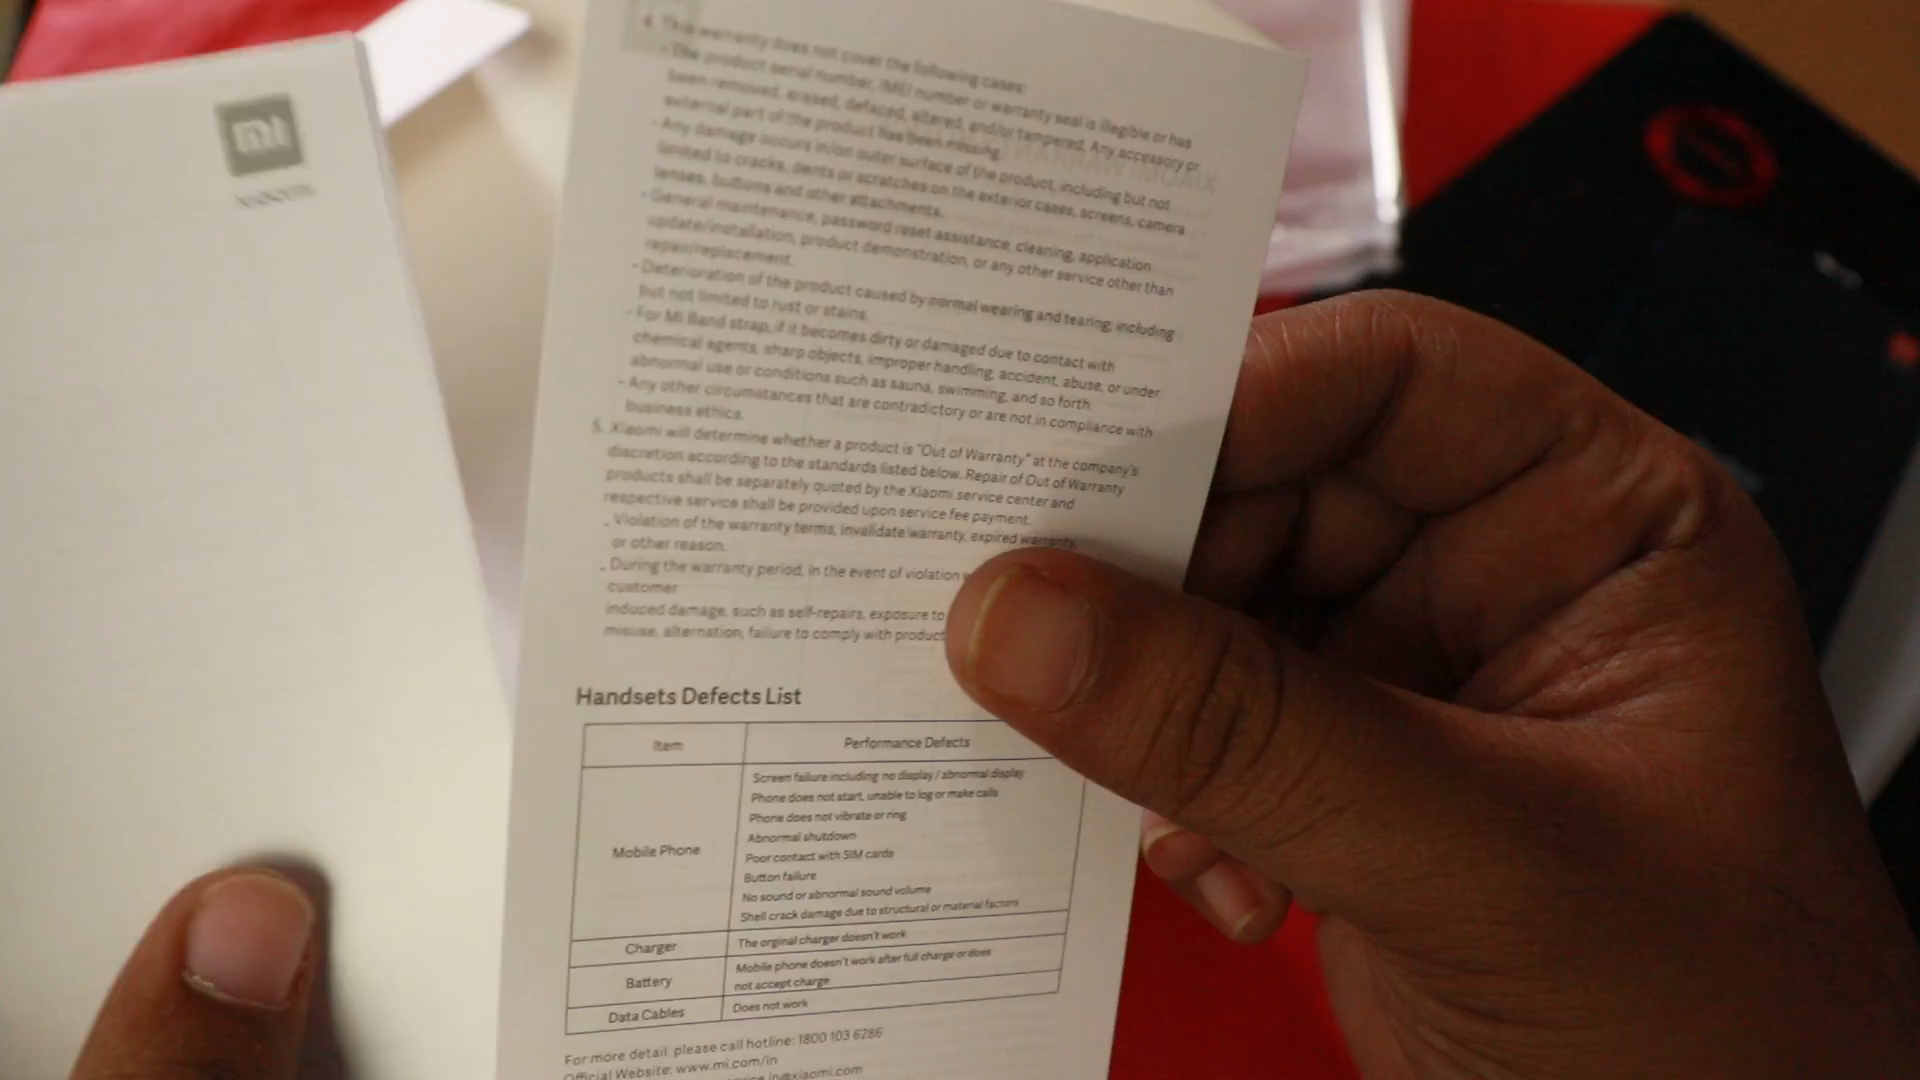 mi
XIAOMI
4. This warranty does not cover the following cases:
- The product serial number, IMEI number or warranty seal is illegible or has
been removed, erased, defaced, altered, and/or tampered. Any accessory or
external part of the product has been missing.
- Any damage occurs in/on outer surface of the product, including but not
limited to cracks, dents or scratches on the exterior cases, screens, camera
lenses, buttons and other attachments.
- General maintenance, password reset assistance, cleaning, application
update/installation, product demonstration, or any other service other than
repair/replacement.
- Deterioration of the product caused by normal wearing and tearing, including
but not limited to rust or stains.
- For Mi Band strap, if it becomes dirty or damaged due to contact with
chemical agents, sharp objects, improper handling, accident, abuse, or under
abnormal use or conditions such as sauna, swimming, and so forth.
- Any other circumstances that are contradictory or are not in compliance with
business ethics.
5. Xiaomi will determine whether a product is "Out of Warranty" at the company's
discretion according to the standards listed below. Repair of Out of Warranty
products shall be separately quoted by the Xiaomi service center and
respective service shall be provided upon service fee payment.
. Violation of the warranty terms, invalidate warranty, expired warranty,
or other reason.
. During the warranty period, in the event of violation
customer
induced damage, such as self-repairs, exposure to
misuse, alternation, failure to comply with product
Handsets Defects List
Item Performance Defects
Mobile Phone
Screen failure including no display / abnormal display
Phone does not start, unable to log or make calls
Phone does not vibrate or ring
Abnormal shutdown
Poor contact with SIM cards
Button failure
No sound or abnormal sound volume
Shell crack damage due to structural or material factors
Charger The orginal charger doesn't work
Battery Mobile phone doesn't work after full charge or does
not accept charge
Data Cables Does not work
For more detail please call hotline: 1800 103 6286
Official Website: www.mi.com/in
in@xiaomi.com